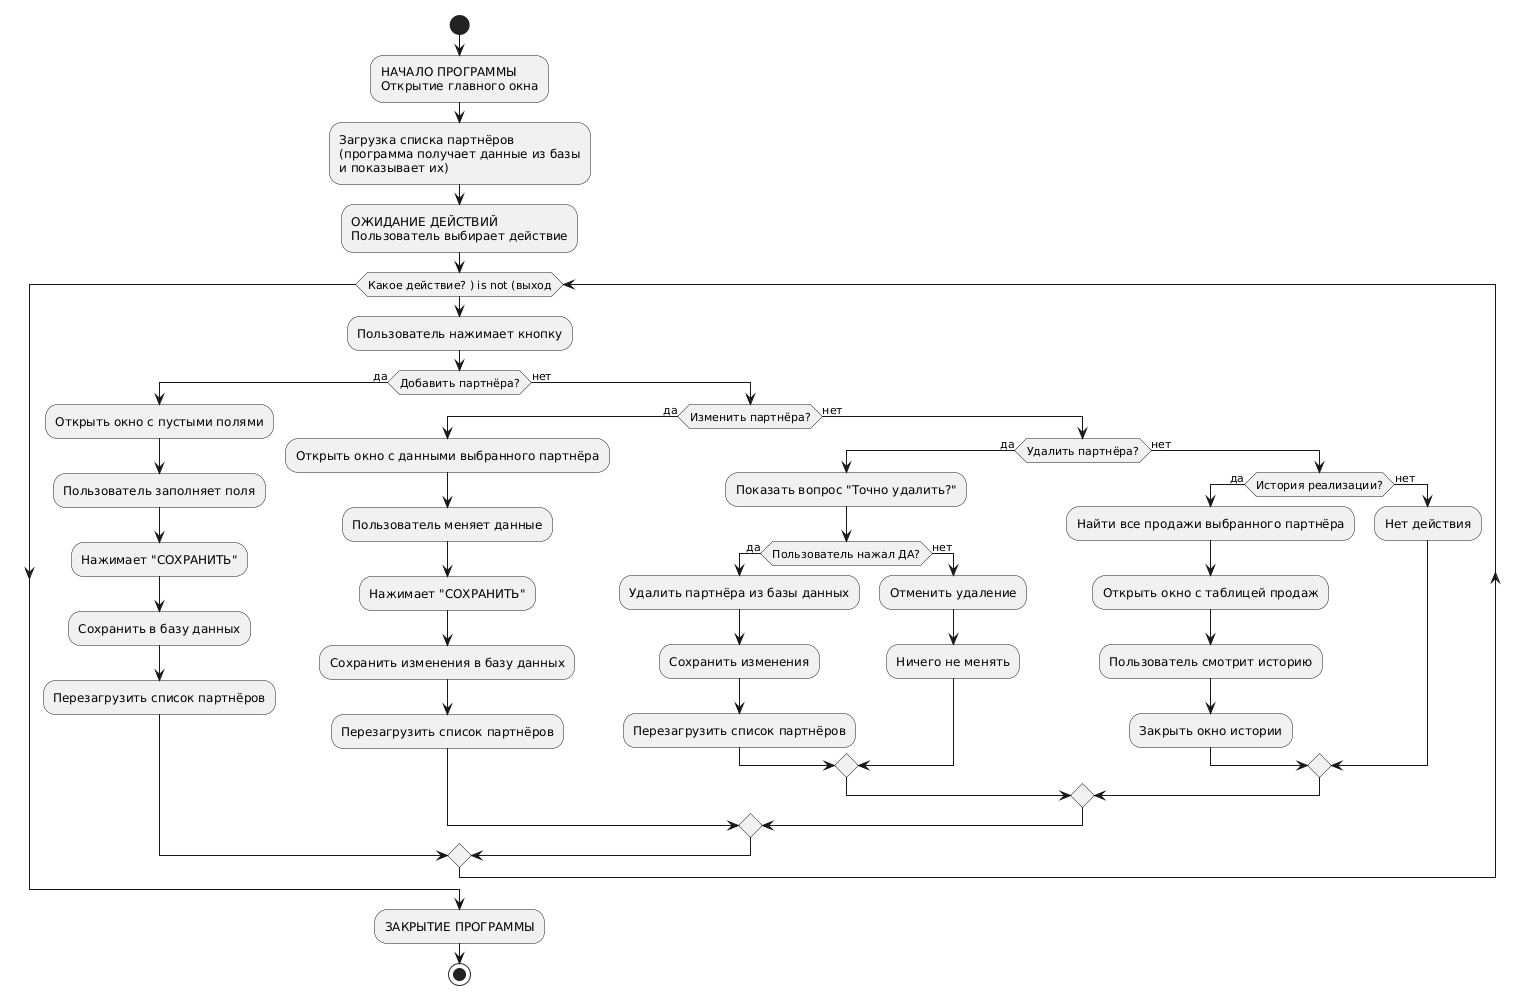 НАЧАЛО ПРОГРАММЫ
Открытие главного окна
Загрузка списка партнёров
(программа получает данные из базы
и показывает их)
ОЖИДАНИЕ ДЕЙСТВИЙ
Пользователь выбирает действие
Какое действие? ) is not (выход
Пользователь нажимает кнопку
да
Добавить партнёра?
нет
Открыть окно с пустыми полями
Пользователь заполняет поля
Нажимает "СОХРАНИТЬ"
Сохранить в базу данных
Перезагрузить список партнёров
да
Изменить партнёра?
нет
Открыть окно с данными выбранного партнёра
Пользователь меняет данные
Нажимает "СОХРАНИТЬ"
Сохранить изменения в базу данных
Перезагрузить список партнёров
да
Удалить партнёра?
нет
Показать вопрос "Точно удалить?"
да
Пользователь нажал ДА?
нет
Удалить партнёра из базы данных
Сохранить изменения
Перезагрузить список партнёров
Отменить удаление
Ничего не менять
да
История реализации?
нет
Найти все продажи выбранного партнёра
Открыть окно с таблицей продаж
Пользователь смотрит историю
Закрыть окно истории
Нет действия
ЗАКРЫТИЕ ПРОГРАММЫ